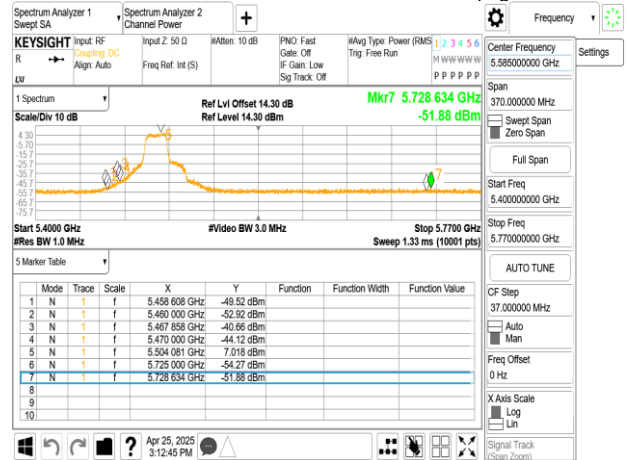 Spectrum Analyzer 1
Swept SA
Spectrum Analyzer 2
Channel Power
Frequency
KEYSIGHT
R
Input: RF
Coupling: DC
Align: Auto
Input Z: 50 Ω
Freq Ref: Int (S)
#Atten: 10 dB
PNO: Fast
Gate: Off
IF Gain: Low
Sig Track: Off
#Avg Type: Power (RMS
Trig: Free Run
1 2 3 4 5 6
M W W W W W
P P P P P P
Center Frequency
5.585000000 GHz
Settings
Span
370.000000 MHz
Swept Span
Zero Span
Full Span
Start Freq
5.400000000 GHz
Stop Freq
5.770000000 GHz
AUTO TUNE
CF Step
37.000000 MHz
Auto
Man
Freq Offset
0 Hz
X Axis Scale
Log
Lin
Signal Track
(Span Zoom)
1 Spectrum
Scale/Div 10 dB
Ref Lvl Offset 14.30 dB
Ref Level 14.30 dBm
Mkr7 5.728 634 GHz
-51.88 dBm
4.30
-5.70
-15.7
-25.7
-35.7
-45.7
-55.7
-65.7
-75.7
5
7
Start 5.4000 GHz
#Res BW 1.0 MHz
#Video BW 3.0 MHz
Stop 5.7700 GHz
Sweep 1.33 ms (10001 pts)
5 Marker Table
Mode Trace Scale X Y Function Function Width Function Value
1 N 1 f 5.458 608 GHz -49.52 dBm
2 N 1 f 5.460 000 GHz -52.92 dBm
3 N 1 f 5.467 858 GHz -40.66 dBm
4 N 1 f 5.470 000 GHz -44.12 dBm
5 N 1 f 5.504 081 GHz 7.018 dBm
6 N 1 f 5.725 000 GHz -54.27 dBm
7 N 1 f 5.728 634 GHz -51.88 dBm
8
9
10
?
Apr 25, 2025
3:12:45 PM